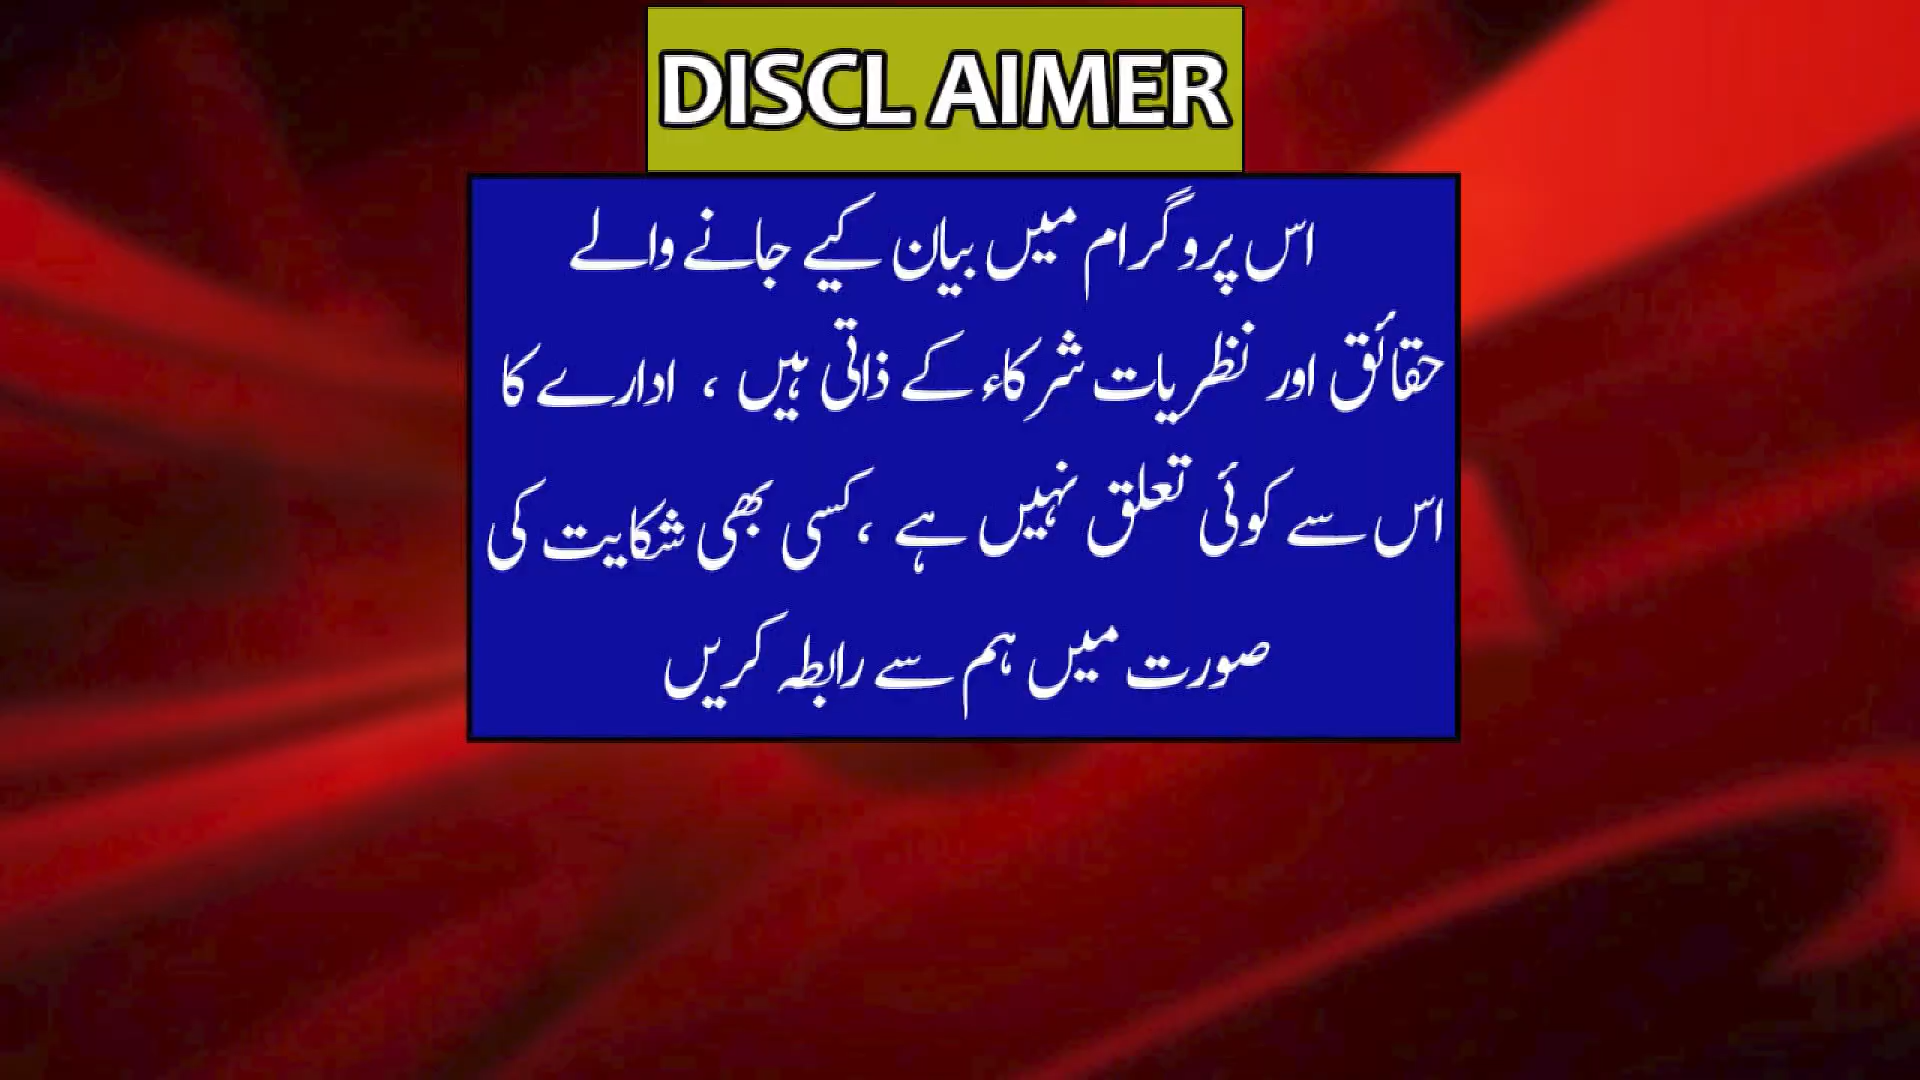 DISCL AIMER
اس پروگرام میں بیان کیے جانے والے
حقائق اور نظریات شرکاء کے ذاتی ہیں ، ادارے کا
اس سے کوئی تعلق نہیں ہے ،کسی بھی شکایت کی
صورت میں ہم سے رابطہ کریں